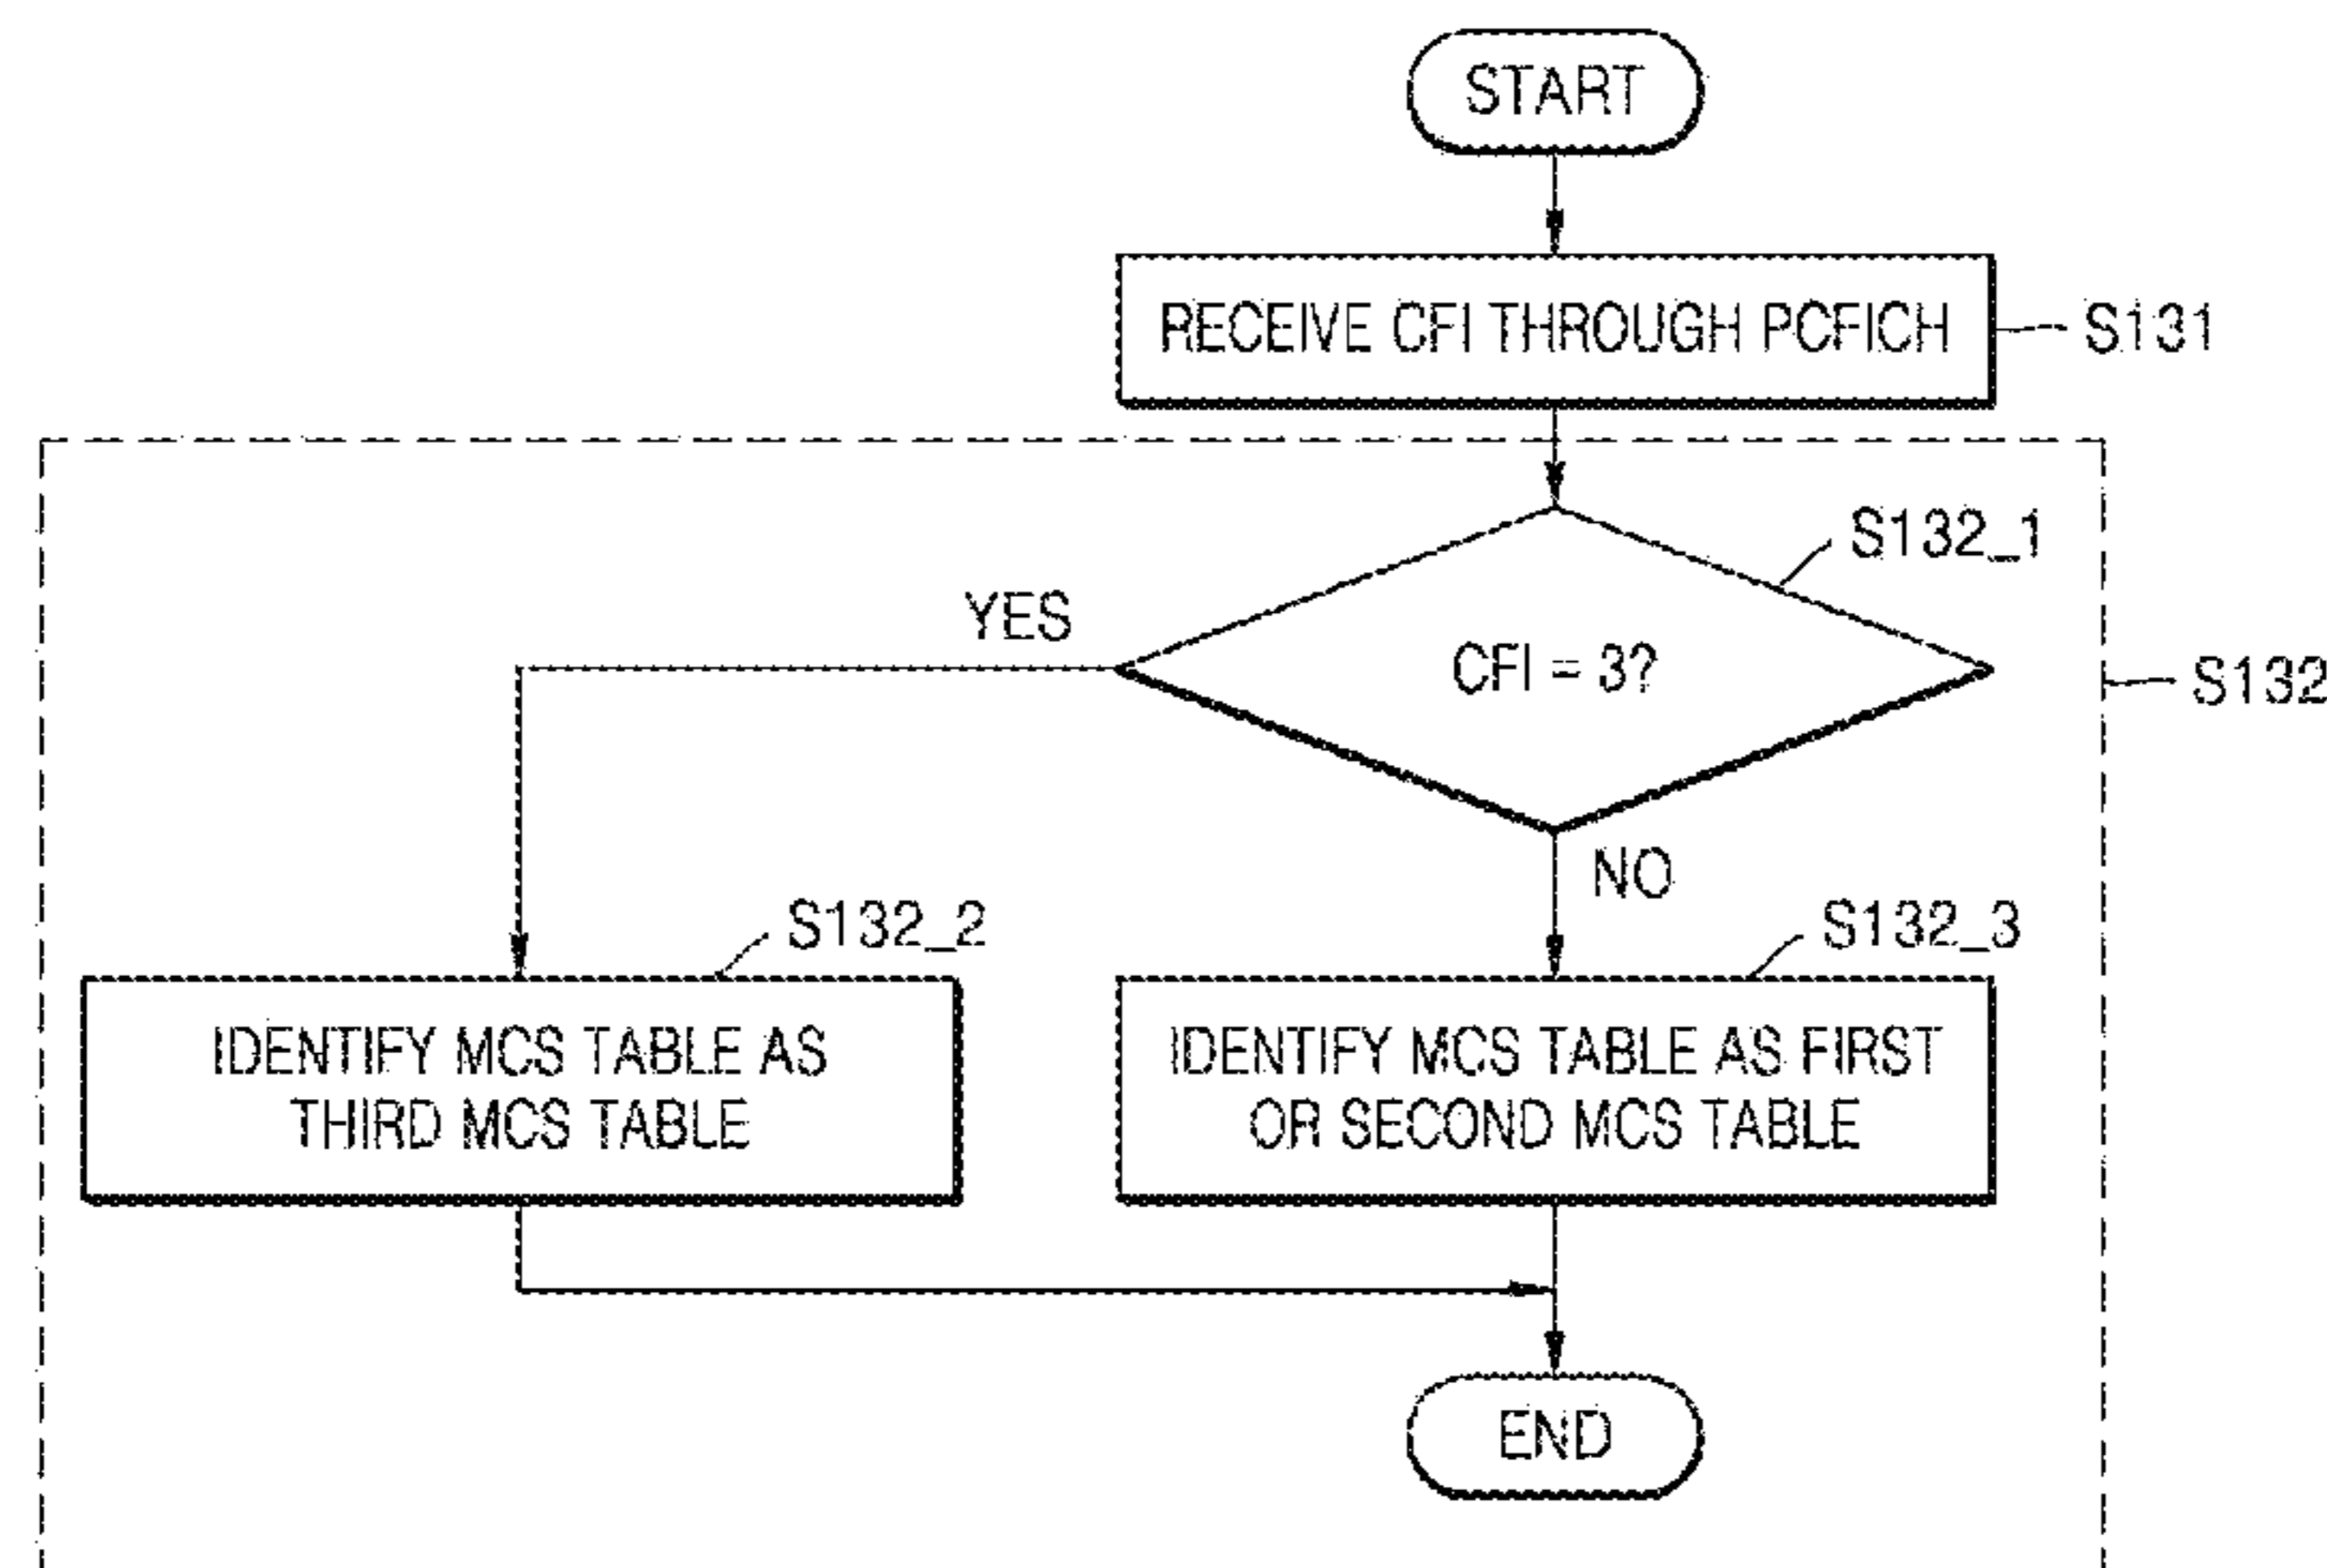 START
RECEIVE CFI THROUGH PCFICH
S131
S132_1
YES
CFI = 3?
S132
NO
S132_2
S132_3
IDENTIFY MCS TABLE AS
THIRD MCS TABLE
IDENTIFY MCS TABLE AS FIRST
OR SECOND MCS TABLE
END